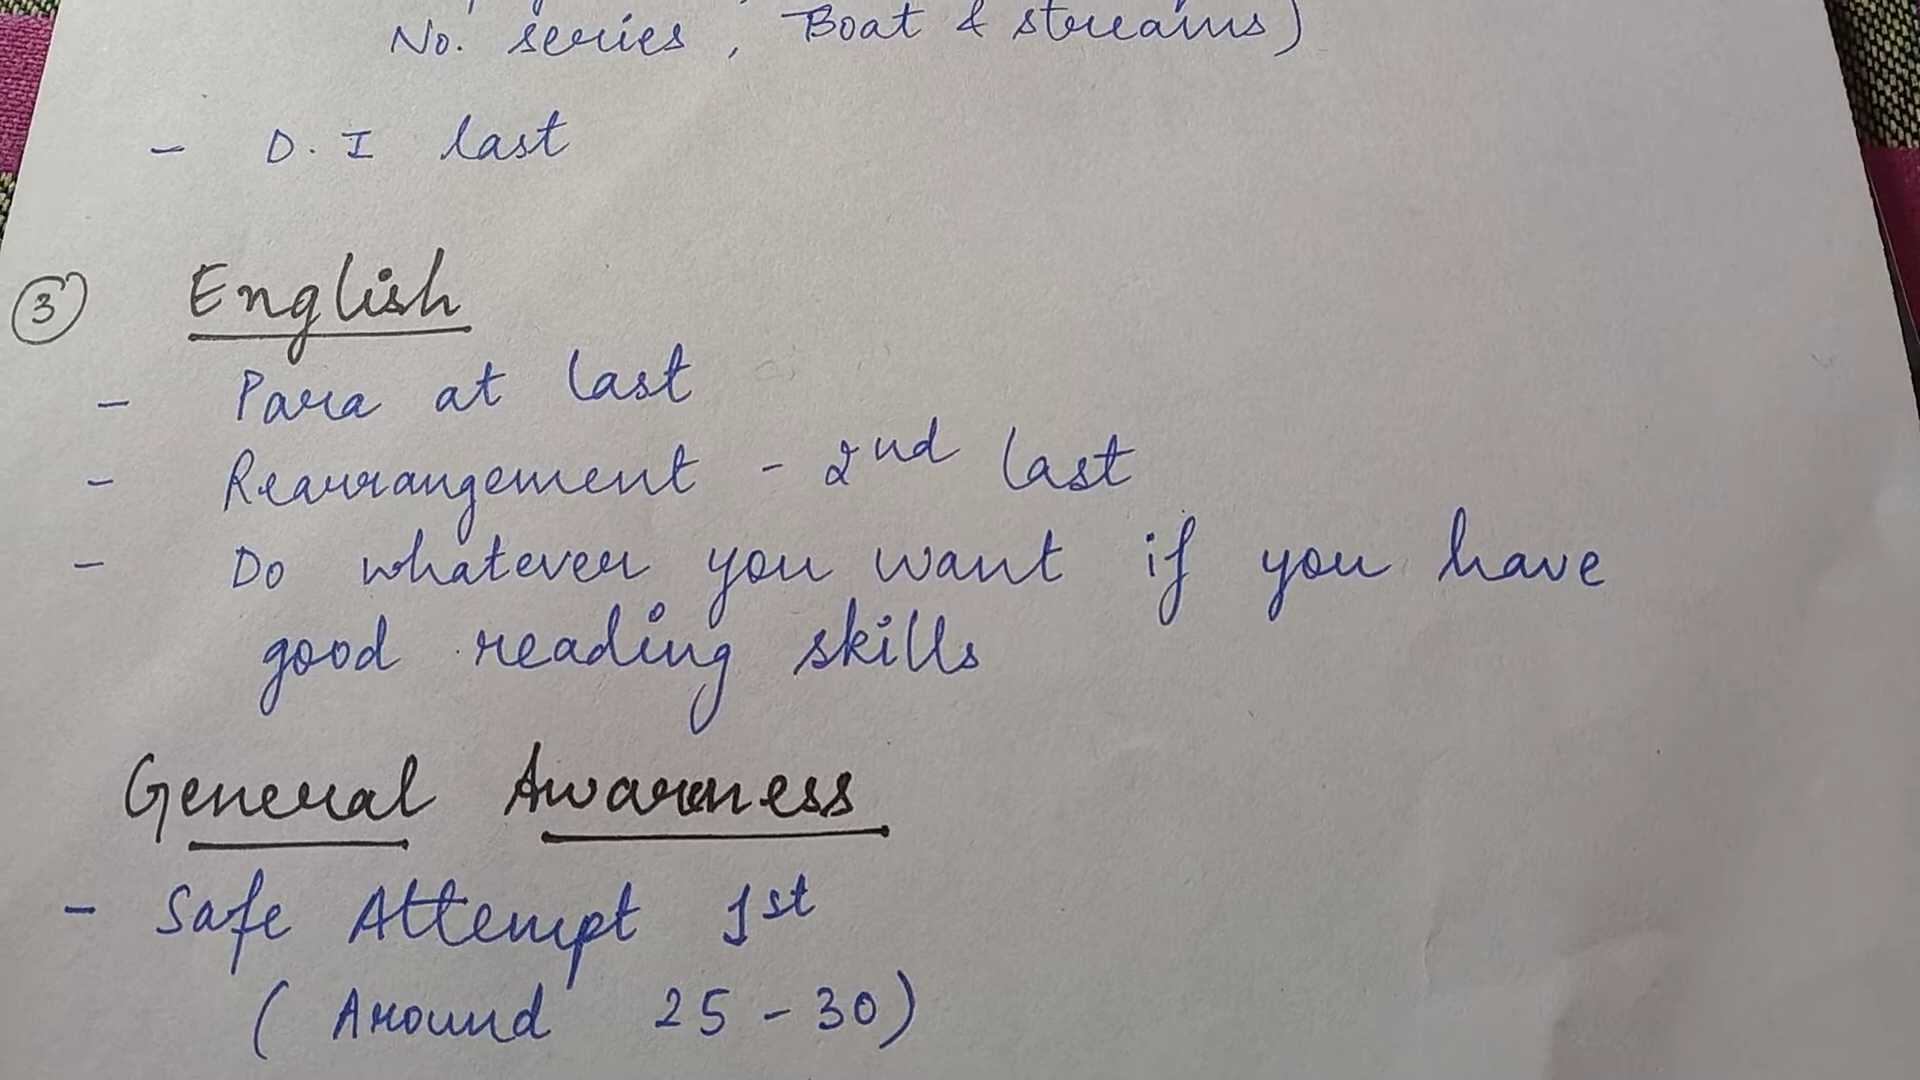 No. series, Boat & streams)
- D. I last
③ English
- Para at last
- Rearrangement - 2nd last
- Do whatever you want if you have
good reading skills
General Awareness
- Safe Attempt 1st
( Around 25 - 30)